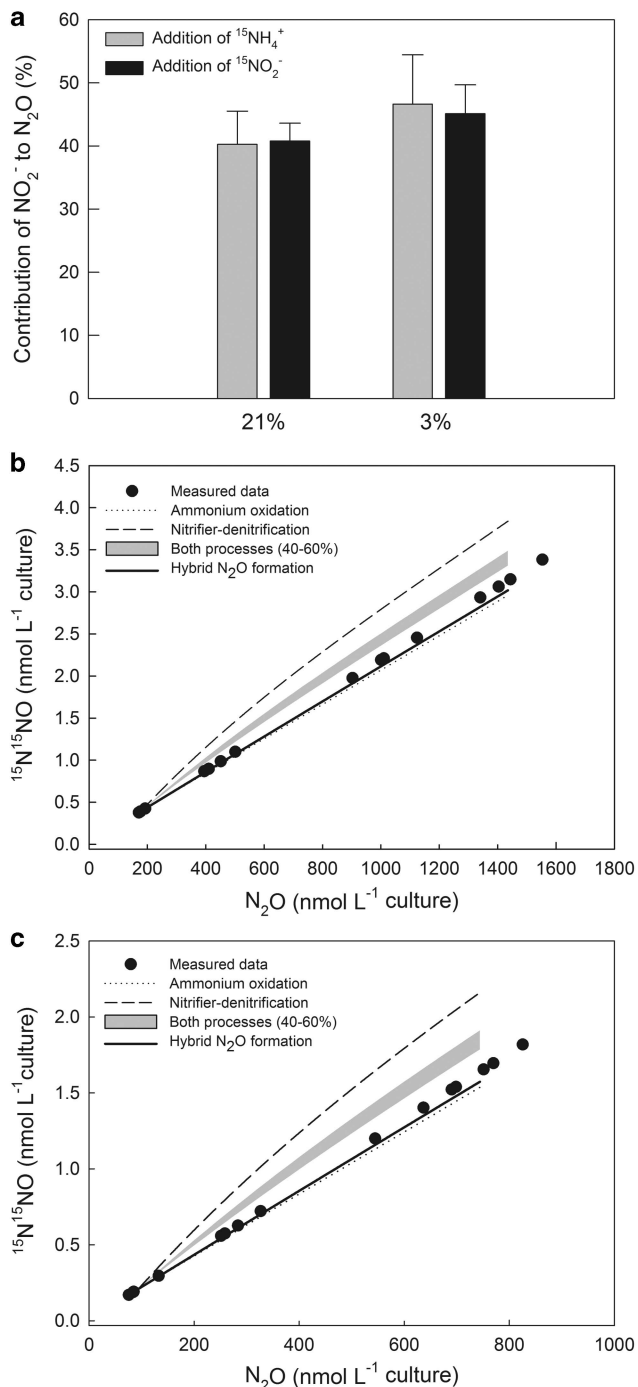 a
60
50
40
30
20
10
0
Contribution of NO₂⁻ to N₂O (%)
Addition of ¹⁵NH₄⁺
Addition of ¹⁵NO₂⁻
21%
3%
b
4.5
4.0
3.5
3.0
2.5
2.0
1.5
1.0
0.5
0.0
¹⁵N¹⁵NO (nmol L⁻¹ culture)
Measured data
Ammonium oxidation
Nitrifier-denitrification
Both processes (40-60%)
Hybrid N₂O formation
0 200 400 600 800 1000 1200 1400 1600 1800
N₂O (nmol L⁻¹ culture)
c
2.5
2.0
1.5
1.0
0.5
0.0
¹⁵N¹⁵NO (nmol L⁻¹ culture)
Measured data
Ammonium oxidation
Nitrifier-denitrification
Both processes (40-60%)
Hybrid N₂O formation
0 200 400 600 800 1000
N₂O (nmol L⁻¹ culture)